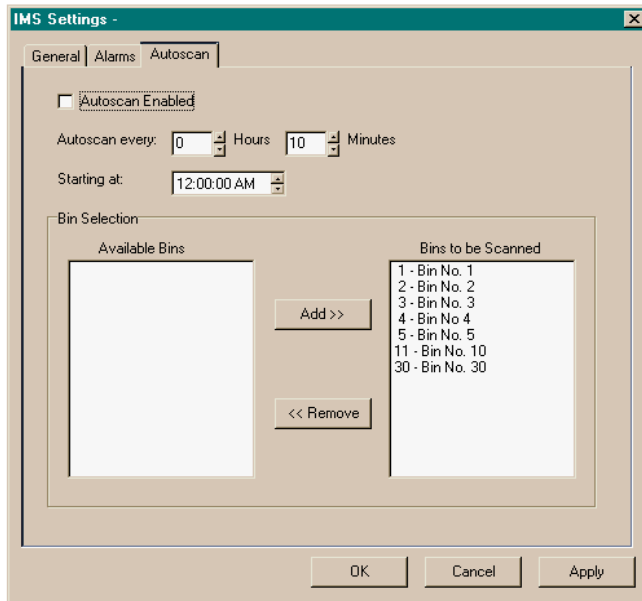 IMS Settings -
General Alarms Autoscan
Autoscan Enabled
Autoscan every: 0 Hours 10 Minutes
Starting at: 12:00:00 AM
Bin Selection
Available Bins Bins to be Scanned
1 - Bin No. 1
2 - Bin No. 2
3 - Bin No. 3
4 - Bin No 4
5 - Bin No. 5
11 - Bin No. 10
30 - Bin No. 30
Add >>
<< Remove
OK Cancel Apply